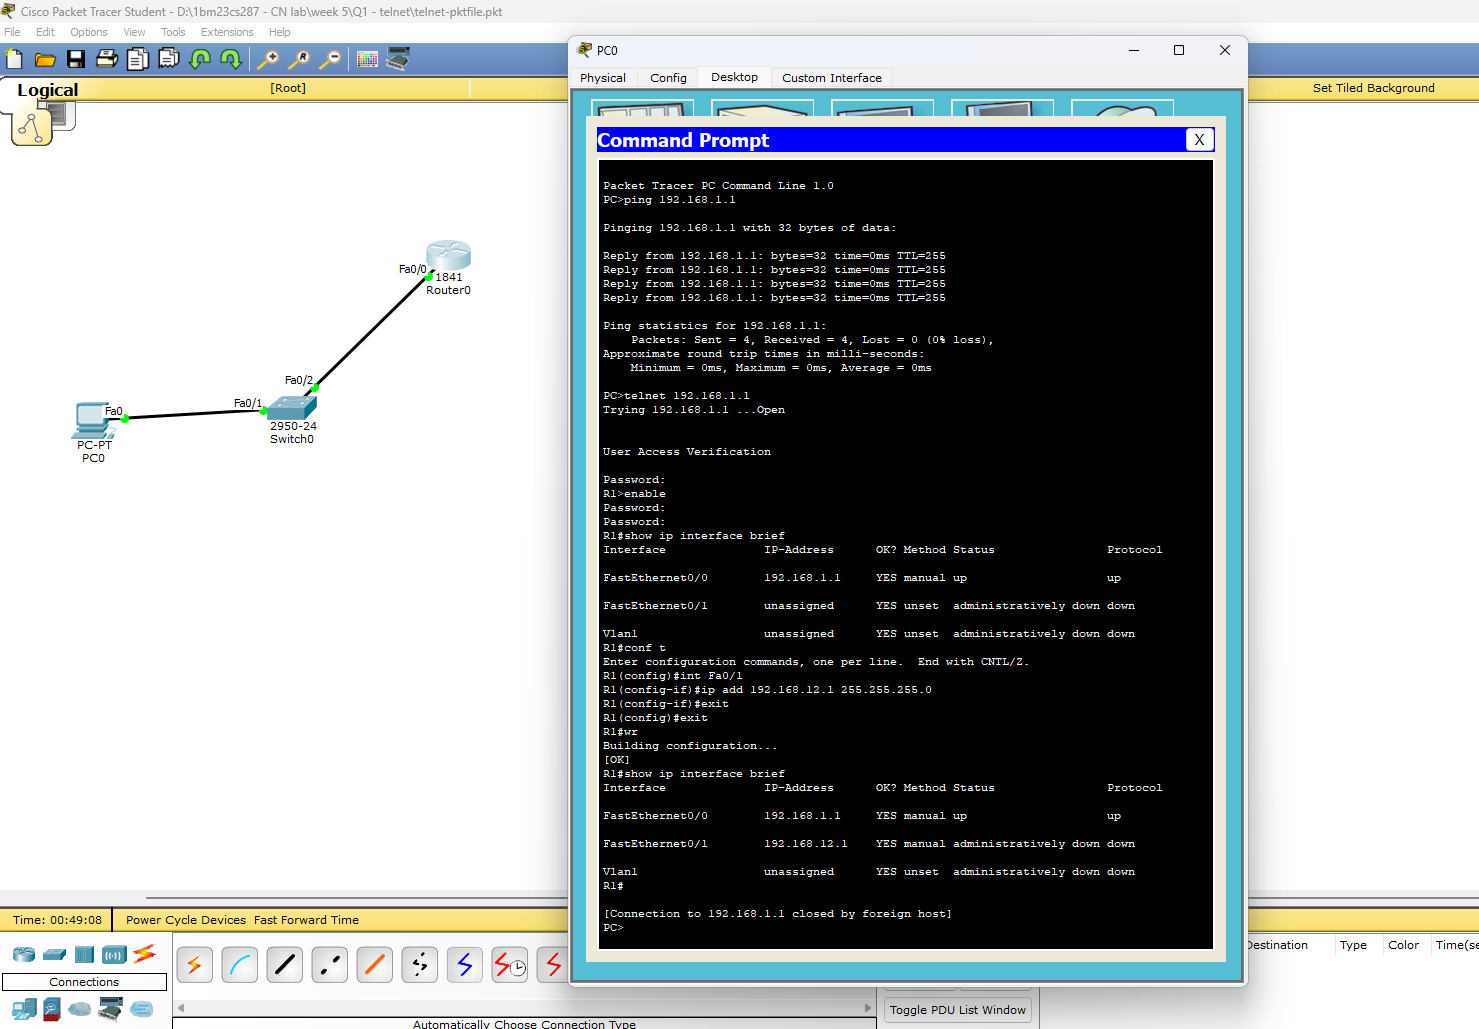 Cisco Packet Tracer Student - D:\1bm23cs287 - CN lab\week 5\Q1 - telnet\telnet-pktfile.pkt
File Edit Options View Tools Extensions Help
Logical
[Root]
Set Tiled Background
Fa0/0
1841
Router0
Fa0/2
Fa0/1
2950-24
Switch0
Fa0
PC-PT
PC0
PC0
Physical Config Desktop Custom Interface
Command Prompt
X
Packet Tracer PC Command Line 1.0
PC>ping 192.168.1.1
Pinging 192.168.1.1 with 32 bytes of data:
Reply from 192.168.1.1: bytes=32 time=0ms TTL=255
Reply from 192.168.1.1: bytes=32 time=0ms TTL=255
Reply from 192.168.1.1: bytes=32 time=0ms TTL=255
Reply from 192.168.1.1: bytes=32 time=0ms TTL=255
Ping statistics for 192.168.1.1:
Packets: Sent = 4, Received = 4, Lost = 0 (0% loss),
Approximate round trip times in milli-seconds:
Minimum = 0ms, Maximum = 0ms, Average = 0ms
PC>telnet 192.168.1.1
Trying 192.168.1.1 ...Open
User Access Verification
Password:
R1>enable
Password:
Password:
R1#show ip interface brief
Interface IP-Address OK? Method Status Protocol
FastEthernet0/0 192.168.1.1 YES manual up up
FastEthernet0/1 unassigned YES unset administratively down down
Vlan1 unassigned YES unset administratively down down
R1#conf t
Enter configuration commands, one per line. End with CNTL/Z.
R1(config)#int Fa0/1
R1(config-if)#ip add 192.168.12.1 255.255.255.0
R1(config-if)#exit
R1(config)#exit
R1#wr
Building configuration...
[OK]
R1#show ip interface brief
Interface IP-Address OK? Method Status Protocol
FastEthernet0/0 192.168.1.1 YES manual up up
FastEthernet0/1 192.168.12.1 YES manual administratively down down
Vlan1 unassigned YES unset administratively down down
R1#
[Connection to 192.168.1.1 closed by foreign host]
PC>
Time: 00:49:08 Power Cycle Devices Fast Forward Time
Connections
Automatically Choose Connection Type
Toggle PDU List Window
Type Color